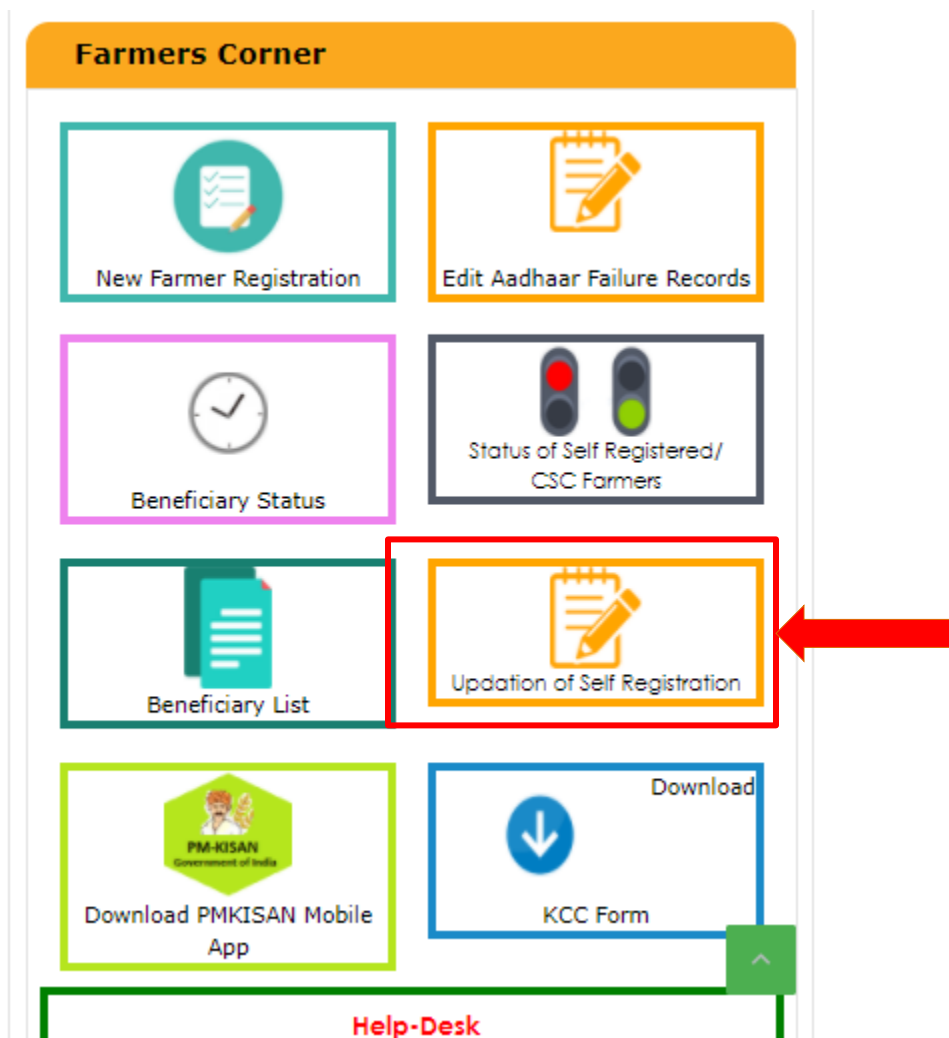 Farmers Corner
New Farmer Registration
Edit Aadhaar Failure Records
Beneficiary Status
Status of Self Registered/
CSC Farmers
Beneficiary List
Updation of Self Registration
PM-KISAN
Government of India
Download PMKISAN Mobile
App
Download
KCC Form
Help-Desk